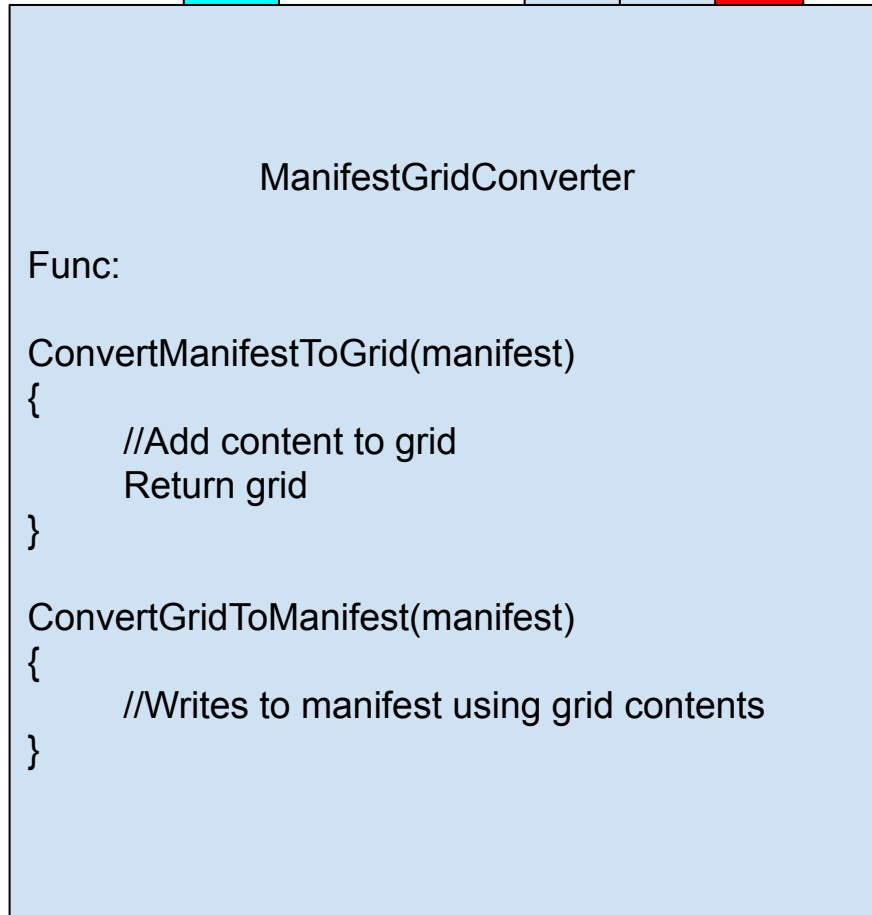 ManifestGridConverter
Func:
ConvertManifestToGrid(manifest)
{
//Add content to grid
Return grid
}
ConvertGridToManifest(manifest)
{
//Writes to manifest using grid contents
}